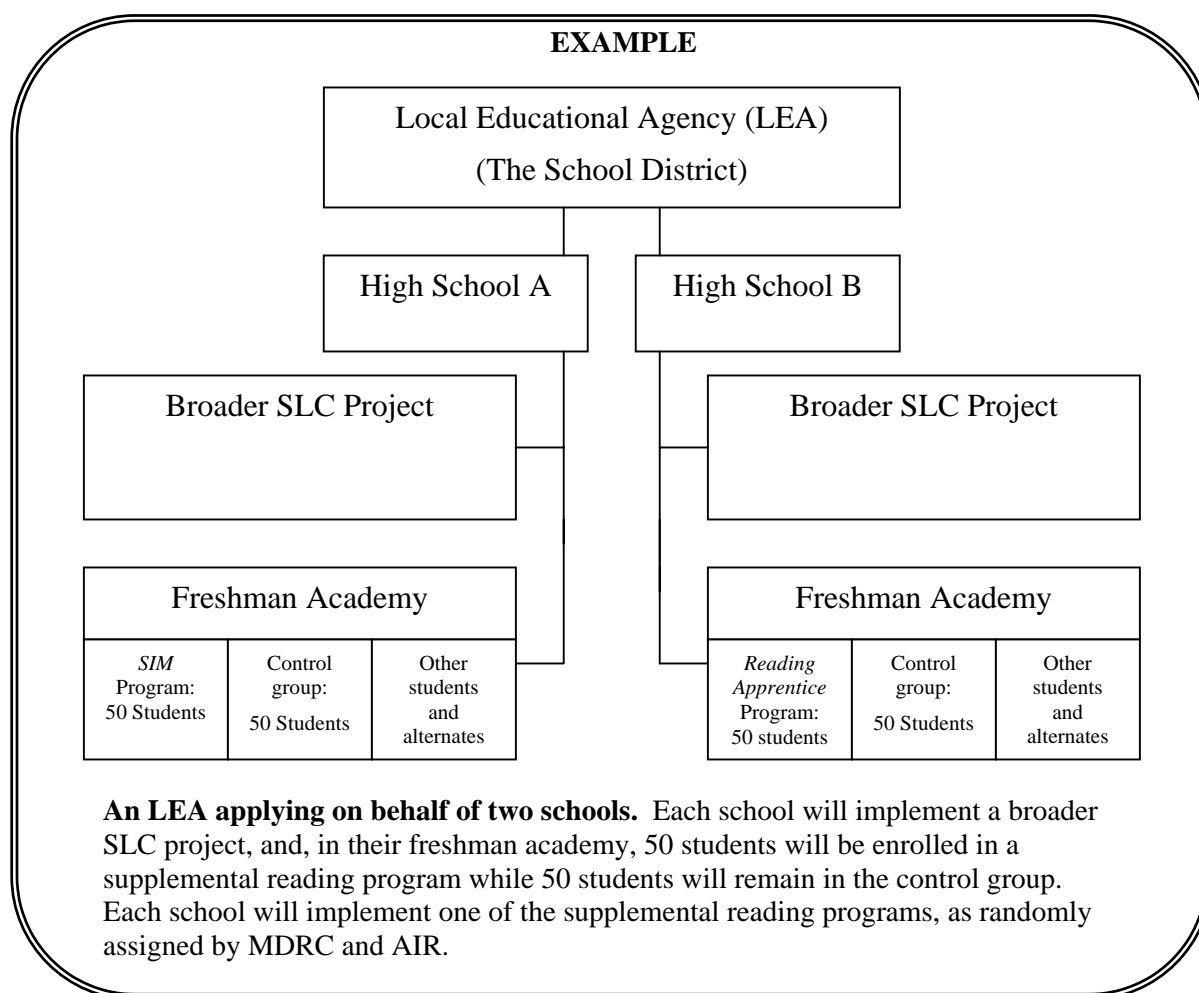 EXAMPLE
Local Educational Agency (LEA)
(The School District)
High School A
High School B
Broader SLC Project
Broader SLC Project
Freshman Academy
SIM
Program:
50 Students
Control
group:
50 Students
Other
students
and
alternates
Freshman Academy
Reading
Apprentice
Program:
50 students
Control
group:
50 Students
Other
students
and
alternates
An LEA applying on behalf of two schools. Each school will implement a broader
SLC project, and, in their freshman academy, 50 students will be enrolled in a
supplemental reading program while 50 students will remain in the control group.
Each school will implement one of the supplemental reading programs, as randomly
assigned by MDRC and AIR.